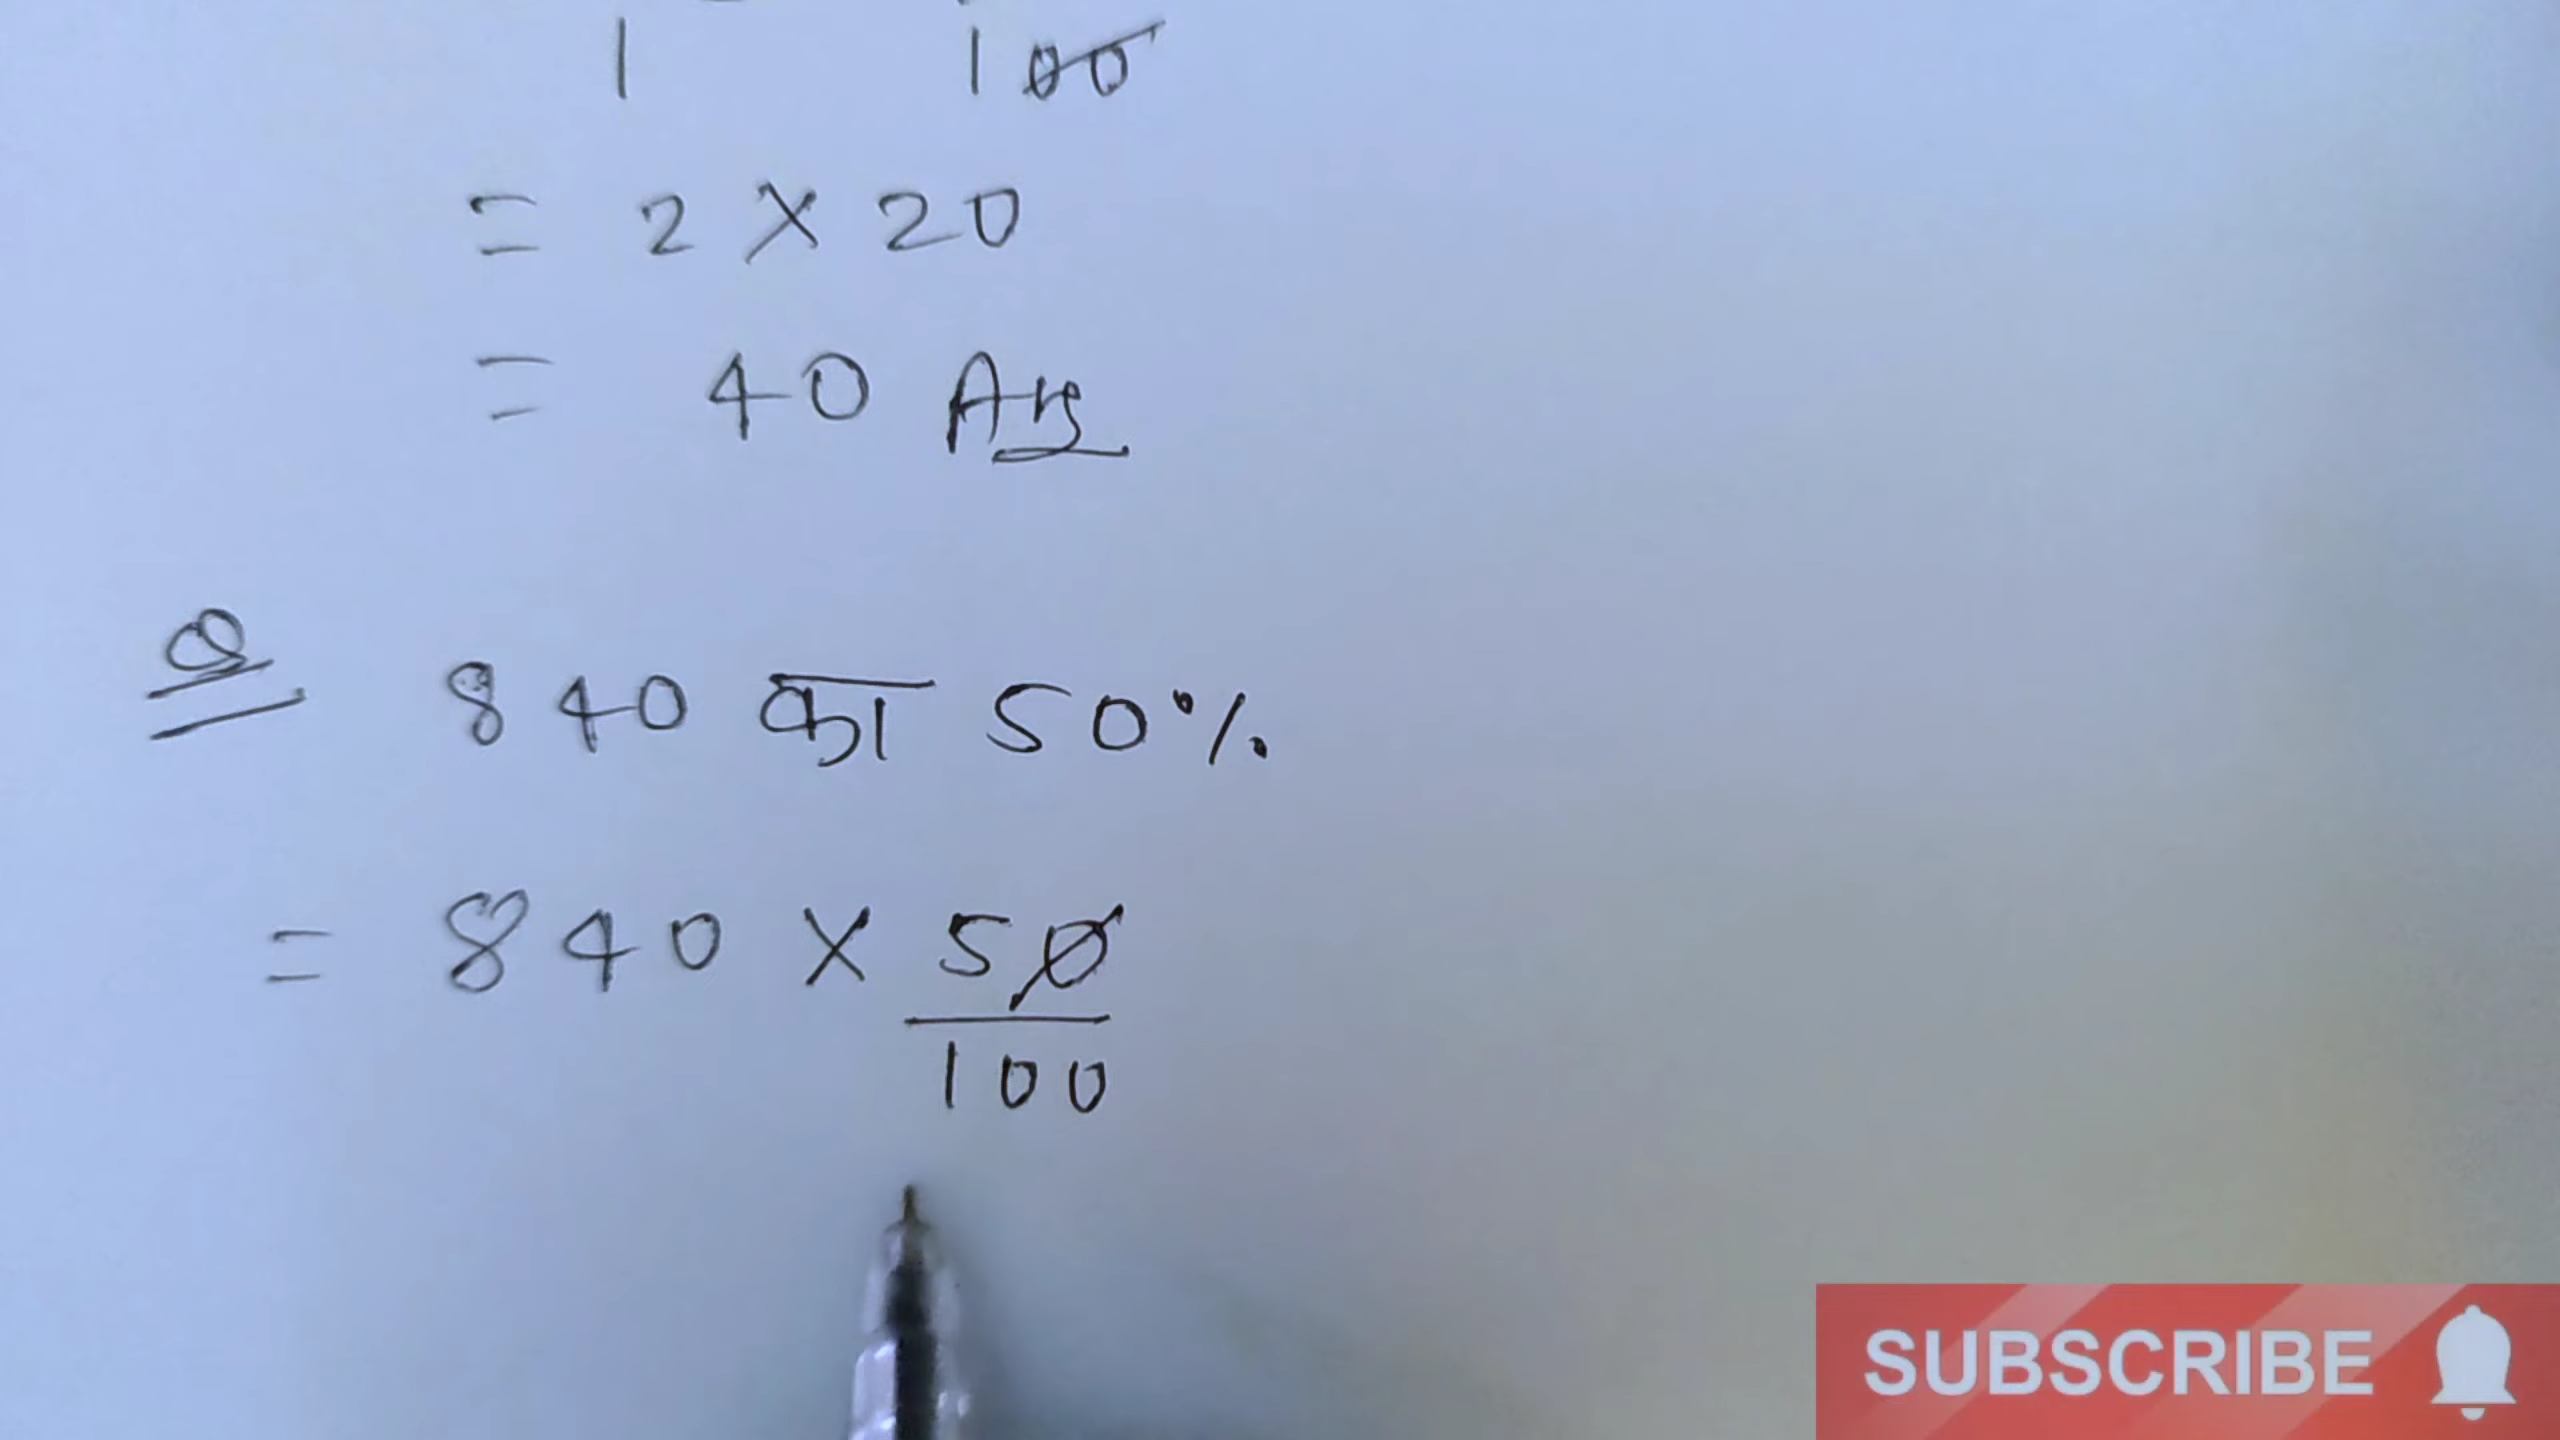 1 100
= 2 × 20
= 40 Ans
Q 840 का 50%
= 840 × 50
100
SUBSCRIBE